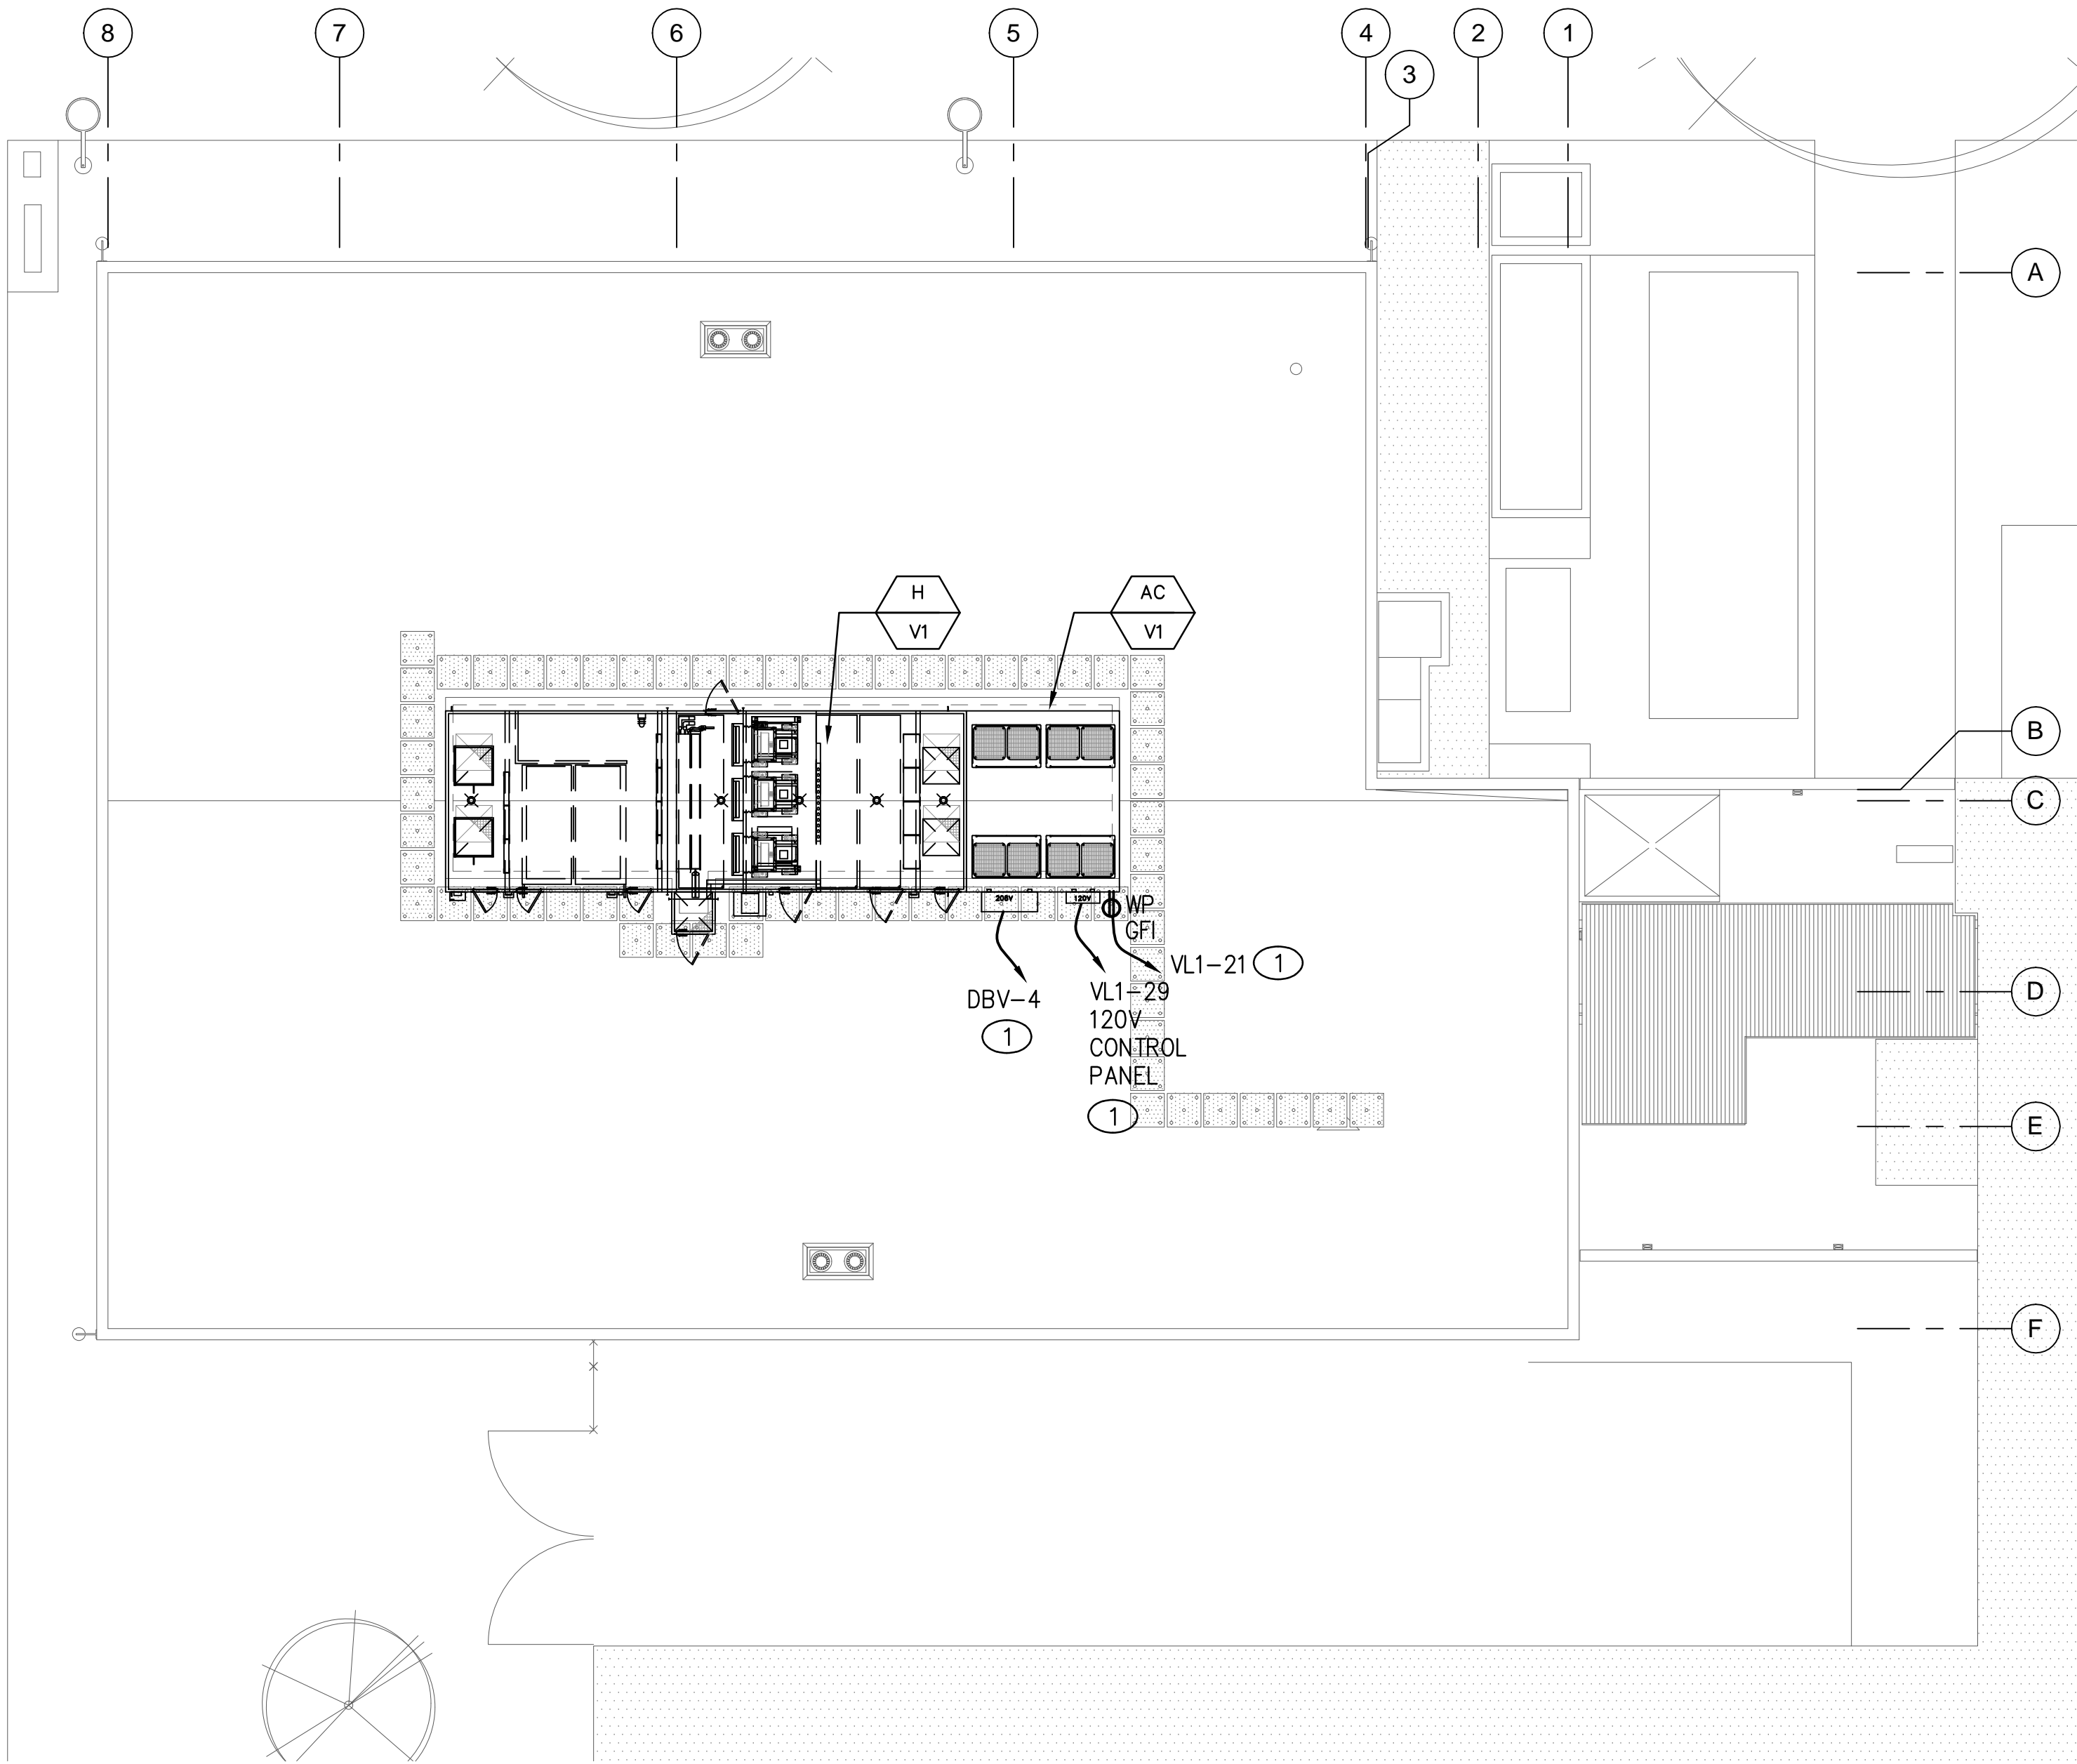 8
7
6
5
4
3
2
1
A
H
V1
AC
V1
B
C
208V
120V
WP
GFI
VL1-21
1
DBV-4
1
VL1-29
120V
CONTROL
PANEL
1
D
E
F